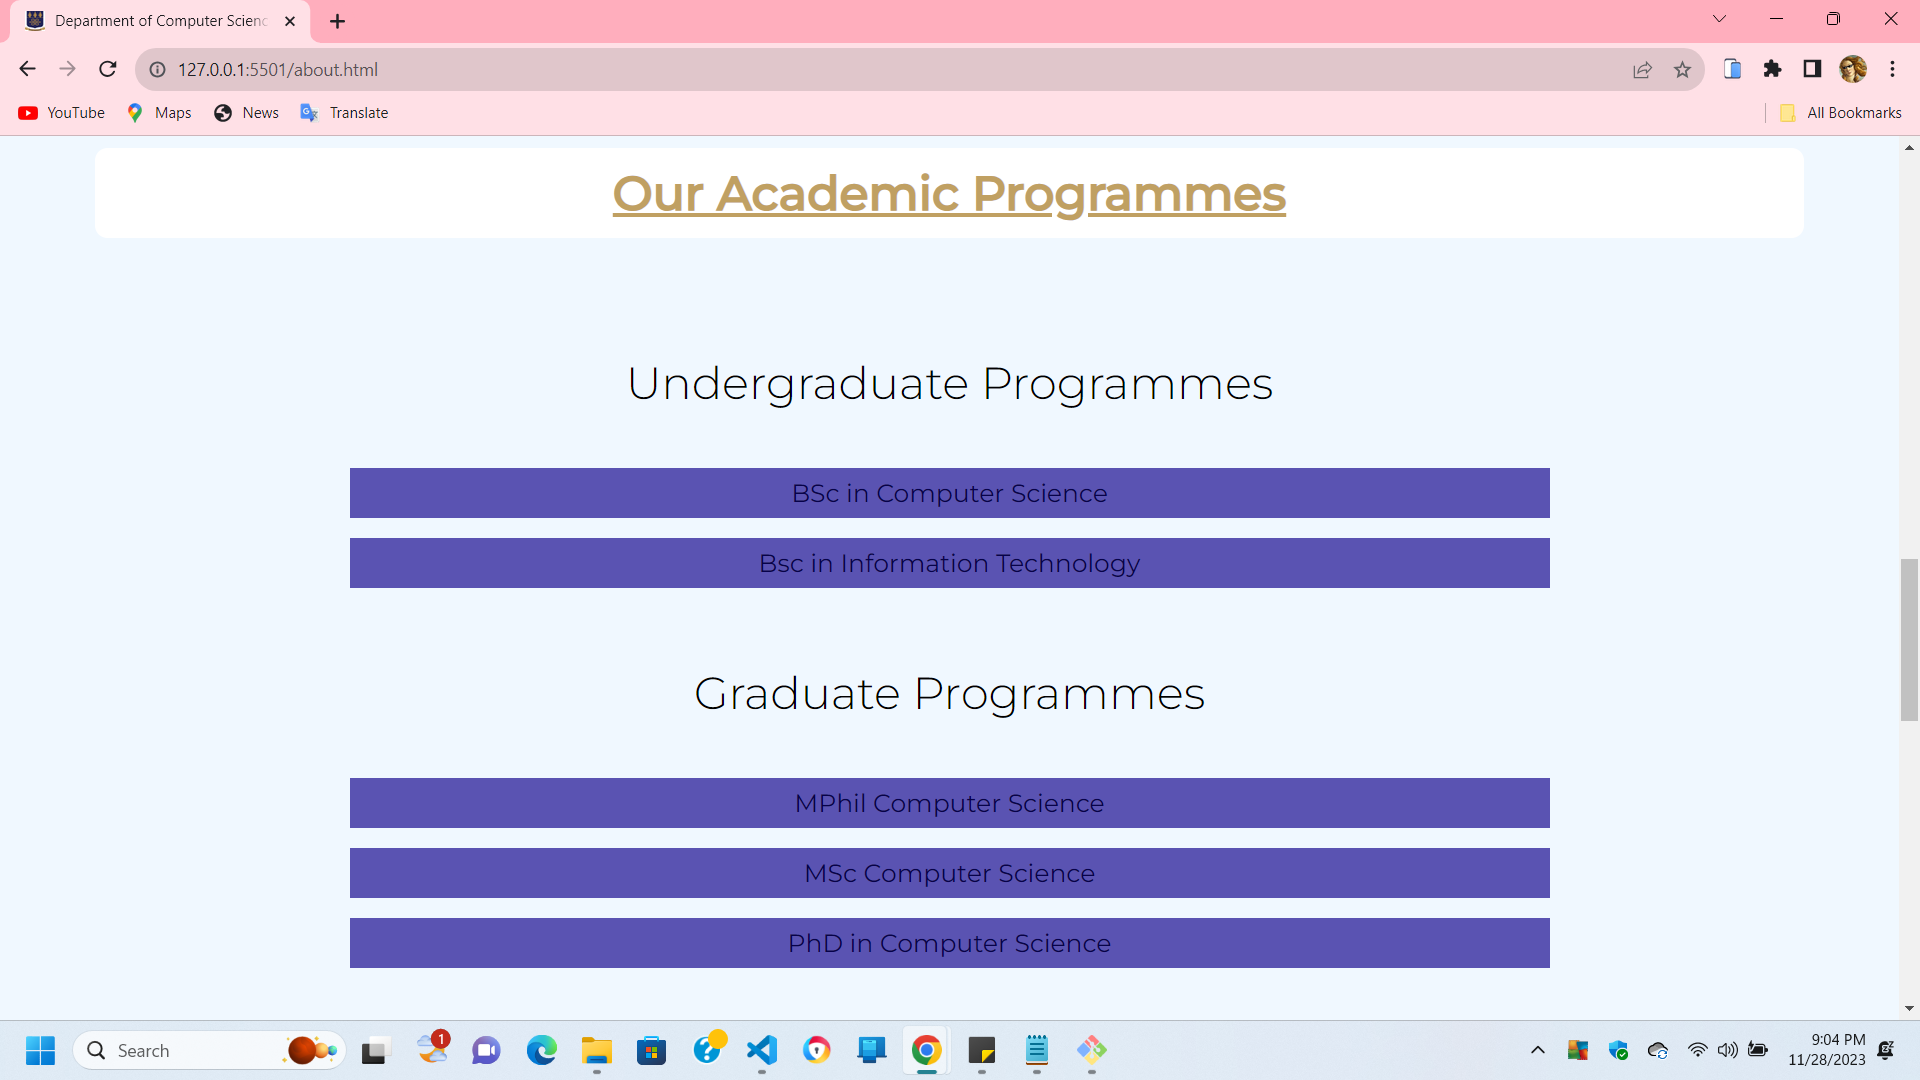 Department of Computer Scienc
127.0.0.1:5501/about.html
YouTube Maps News Translate All Bookmarks
Our Academic Programmes
Undergraduate Programmes
BSc in Computer Science
Bsc in Information Technology
Graduate Programmes
MPhil Computer Science
MSc Computer Science
PhD in Computer Science
Search
1
9:04 PM
11/28/2023